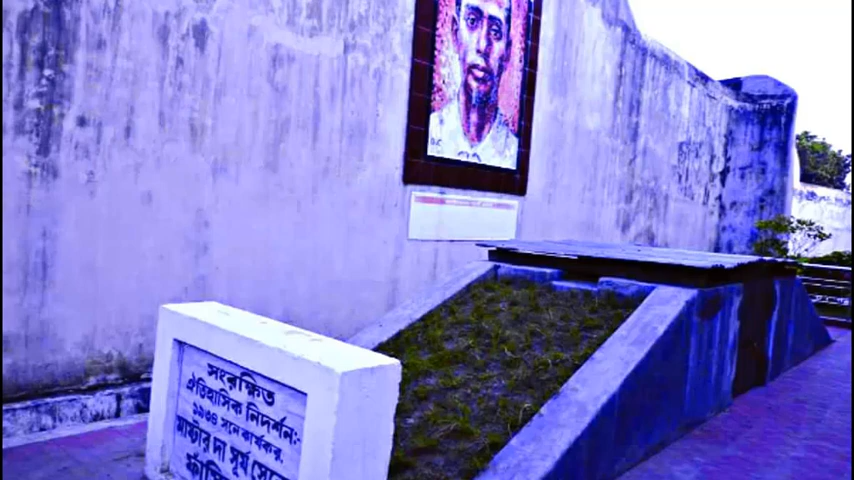 সংরক্ষিত
ঐতিহাসিক নিদর্শন:-
১৯৩৪ সনে কার্যকর,
মাস্টার দা সূর্য সেনে
ফাঁসি